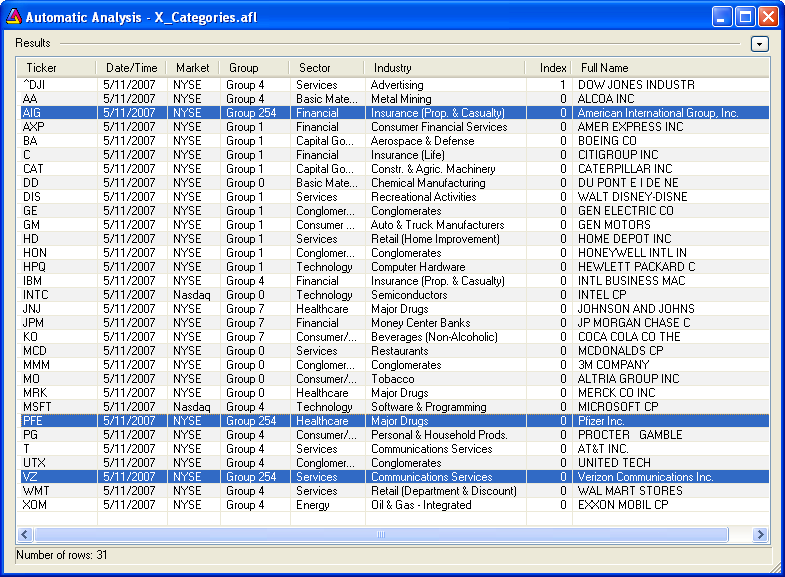 Automatic Analysis - X_Categories.afl
Results
Ticker Date/Time Market Group Sector Industry Index Full Name
^DJI 5/11/2007 NYSE Group 4 Services Advertising 1 DOW JONES INDUSTR
AA 5/11/2007 NYSE Group 4 Basic Mate... Metal Mining 0 ALCOA INC
AIG 5/11/2007 NYSE Group 254 Financial Insurance (Prop. & Casualty) 0 American International Group, Inc.
AXP 5/11/2007 NYSE Group 1 Financial Consumer Financial Services 0 AMER EXPRESS INC
BA 5/11/2007 NYSE Group 1 Capital Go... Aerospace & Defense 0 BOEING CO
C 5/11/2007 NYSE Group 1 Financial Insurance (Life) 0 CITIGROUP INC
CAT 5/11/2007 NYSE Group 1 Capital Go... Constr. & Agric. Machinery 0 CATERPILLAR INC
DD 5/11/2007 NYSE Group 0 Basic Mate... Chemical Manufacturing 0 DU PONT E I DE NE
DIS 5/11/2007 NYSE Group 1 Services Recreational Activities 0 WALT DISNEY-DISNE
GE 5/11/2007 NYSE Group 1 Conglomer... Conglomerates 0 GEN ELECTRIC CO
GM 5/11/2007 NYSE Group 1 Consumer ... Auto & Truck Manufacturers 0 GEN MOTORS
HD 5/11/2007 NYSE Group 1 Services Retail (Home Improvement) 0 HOME DEPOT INC
HON 5/11/2007 NYSE Group 1 Conglomer... Conglomerates 0 HONEYWELL INTL IN
HPQ 5/11/2007 NYSE Group 1 Technology Computer Hardware 0 HEWLETT PACKARD C
IBM 5/11/2007 NYSE Group 4 Financial Insurance (Prop. & Casualty) 0 INTL BUSINESS MAC
INTC 5/11/2007 Nasdaq Group 0 Technology Semiconductors 0 INTEL CP
JNJ 5/11/2007 NYSE Group 7 Healthcare Major Drugs 0 JOHNSON AND JOHNS
JPM 5/11/2007 NYSE Group 7 Financial Money Center Banks 0 JP MORGAN CHASE C
KO 5/11/2007 NYSE Group 7 Consumer/... Beverages (Non-Alcoholic) 0 COCA COLA CO THE
MCD 5/11/2007 NYSE Group 0 Services Restaurants 0 MCDONALDS CP
MMM 5/11/2007 NYSE Group 0 Conglomer... Conglomerates 0 3M COMPANY
MO 5/11/2007 NYSE Group 0 Consumer/... Tobacco 0 ALTRIA GROUP INC
MRK 5/11/2007 NYSE Group 0 Healthcare Major Drugs 0 MERCK CO INC
MSFT 5/11/2007 Nasdaq Group 4 Technology Software & Programming 0 MICROSOFT CP
PFE 5/11/2007 NYSE Group 254 Healthcare Major Drugs 0 Pfizer Inc.
PG 5/11/2007 NYSE Group 4 Consumer/... Personal & Household Prods. 0 PROCTER GAMBLE
T 5/11/2007 NYSE Group 4 Services Communications Services 0 AT&T INC.
UTX 5/11/2007 NYSE Group 4 Conglomer... Conglomerates 0 UNITED TECH
VZ 5/11/2007 NYSE Group 254 Services Communications Services 0 Verizon Communications Inc.
WMT 5/11/2007 NYSE Group 4 Services Retail (Department & Discount) 0 WAL MART STORES
XOM 5/11/2007 NYSE Group 4 Energy Oil & Gas - Integrated 0 EXXON MOBIL CP
Number of rows: 31